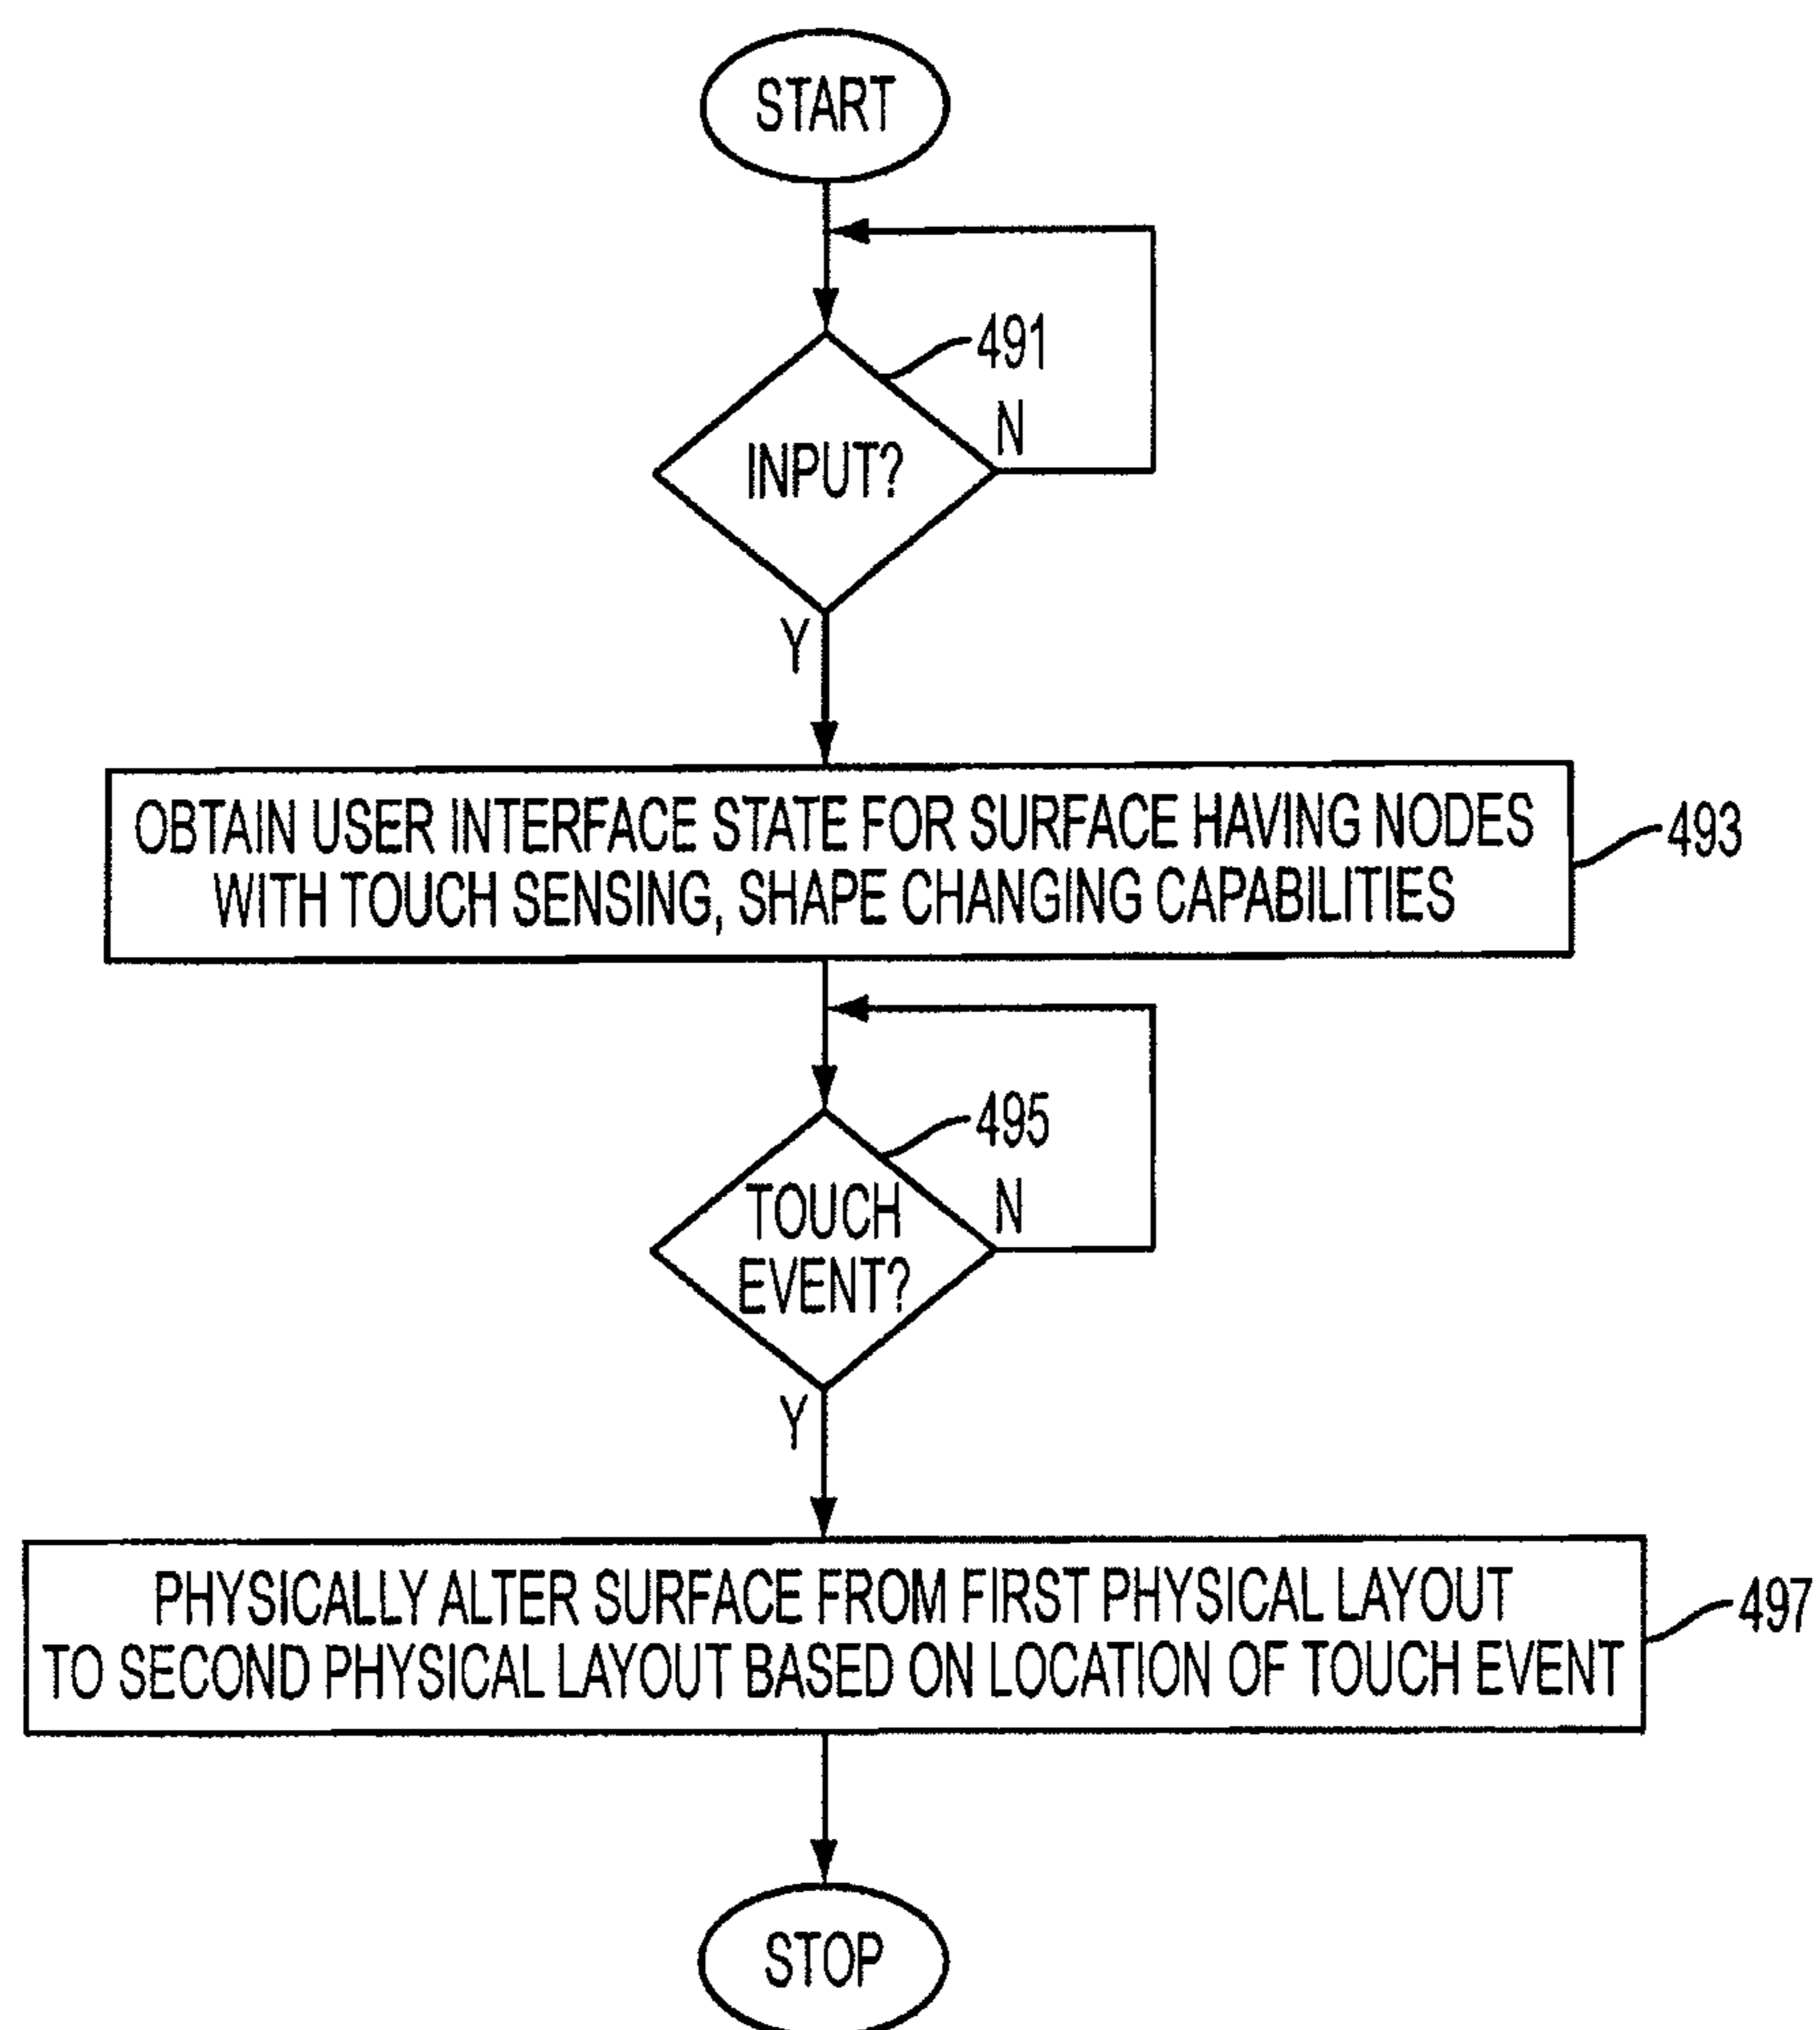 START
491
N
INPUT?
Y
OBTAIN USER INTERFACE STATE FOR SURFACE HAVING NODES
WITH TOUCH SENSING, SHAPE CHANGING CAPABILITIES
493
495
N
TOUCH
EVENT?
Y
PHYSICALLY ALTER SURFACE FROM FIRST PHYSICAL LAYOUT
TO SECOND PHYSICAL LAYOUT BASED ON LOCATION OF TOUCH EVENT
497
STOP